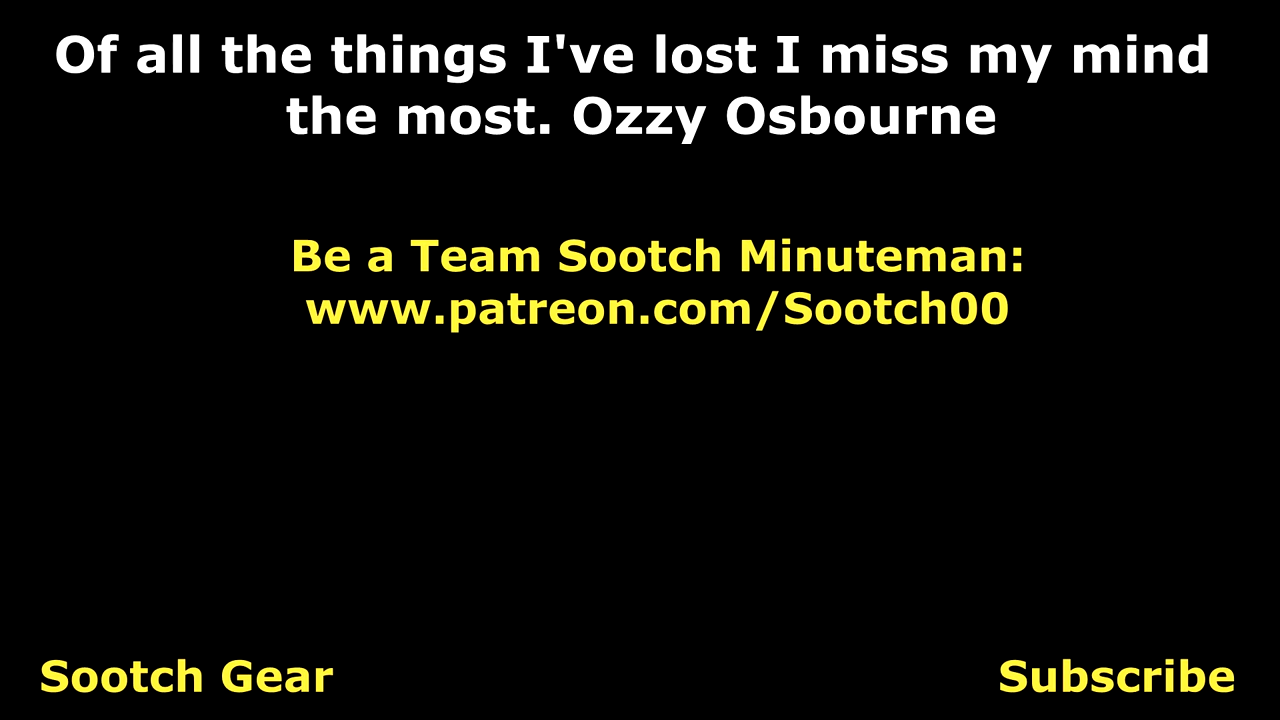 Of all the things I've lost I miss my mind
the most. Ozzy Osbourne
Be a Team Sootch Minuteman:
www.patreon.com/Sootch00
Sootch Gear
Subscribe